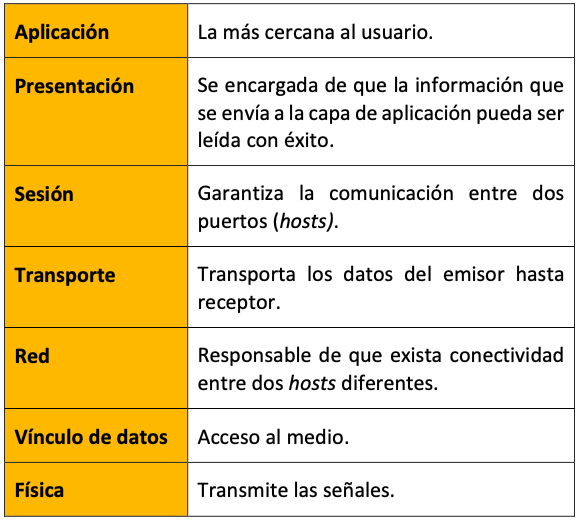 Aplicación
La más cercana al usuario.
Presentación
Se encargada de que la información que
se envía a la capa de aplicación pueda ser
leída con éxito.
Sesión
Garantiza la comunicación entre dos
puertos (hosts).
Transporte
Transporta los datos del emisor hasta
receptor.
Red
Responsable de que exista conectividad
entre dos hosts diferentes.
Vínculo de datos
Acceso al medio.
Física
Transmite las señales.